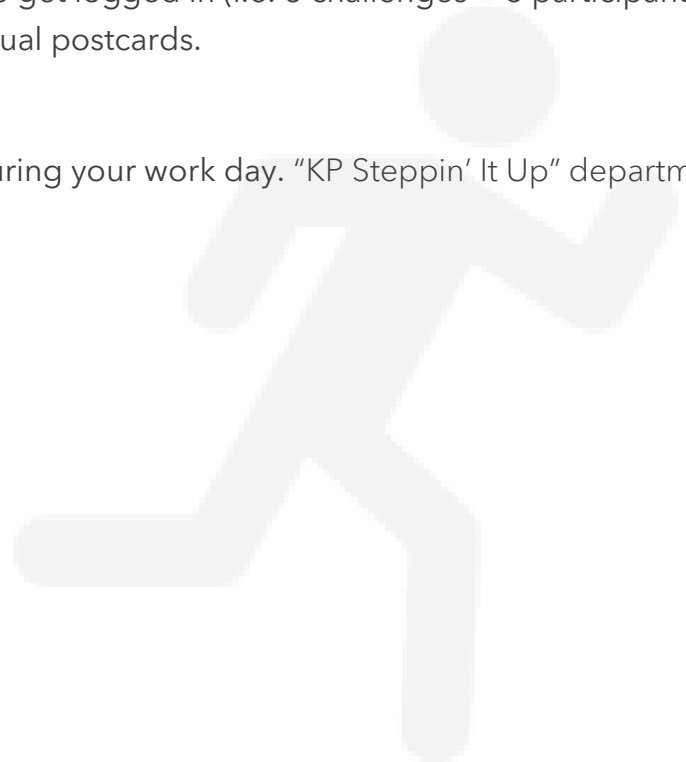 ual postcards.
uring your work day. “KP Steppin’ It Up” departm